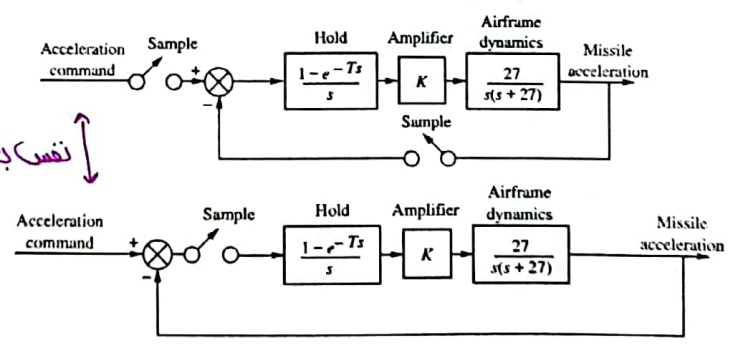 Acceleration
command
Sample
+
−
Hold
1 − e^−Ts
s
Amplifier
K
Airframe
dynamics
27
s(s + 27)
Missile
acceleration
Sample
نفس
Acceleration
command
+
−
Sample
Hold
1 − e^−Ts
s
Amplifier
K
Airframe
dynamics
27
s(s + 27)
Missile
acceleration